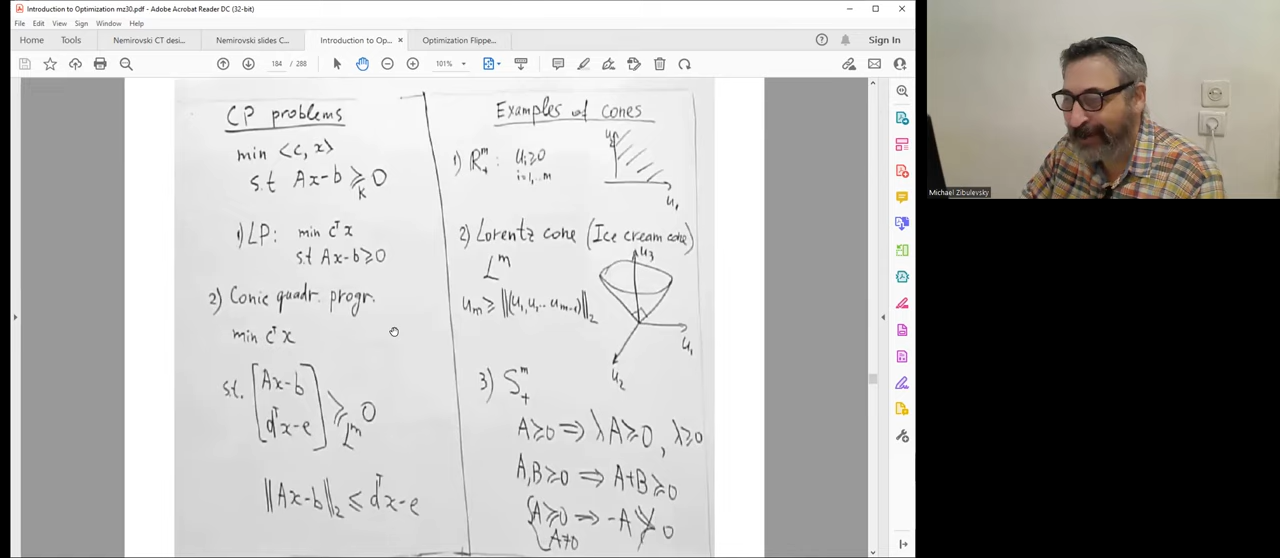 Introduction to Optimization mz30.pdf - Adobe Acrobat Reader DC (32-bit)
File Edit View Sign Window Help
Home Tools Nemirovski CT desi... Nemirovski slides C... Introduction to Op... × Optimization Flippe... Sign In
184 / 288 101%
CP problems
min <c, x>
s.t Ax-b ≥_K 0
1) LP: min cᵀx
s.t Ax-b≥0
2) Conic quadr. progr.
min cᵀx
s.t. [Ax-b
dᵀx-e] ≥_Lᵐ 0
||Ax-b||₂ ≤ dᵀx-e
Examples of cones
1) R₊ᵐ: uᵢ≥0
i=1,..m
u₂
u₁
2) Lorentz cone (Ice cream cone)
Lᵐ
uₘ ≥ ||(u₁ u,.. uₘ₋₁)||₂
u₃
u₁
u₂
3) S₊ᵐ
A≽0 ⟹ λA≽0, λ≥0
A,B≽0 ⟹ A+B≽0
{A≽0 ⟹ -A ⋡ 0
A≠0
Michael Zibulevsky